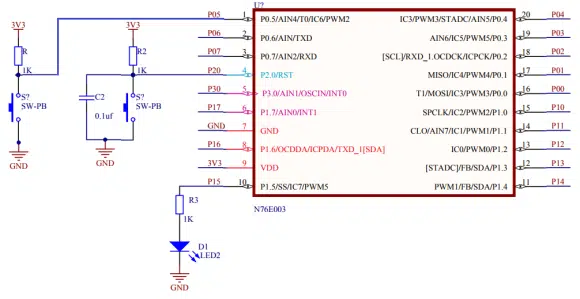 U?
P05 1 P0.5/AIN4/T0/IC6/PWM2 IC3/PWM3/STADC/AIN5/P0.4 20 P04
3V3 3V3 P06 2 P0.6/AIN/TXD AIN6/IC5/PWM5/P0.3 19 P03
R R2 P07 3 P0.7/AIN2/RXD [SCL]/RXD_1.OCDCK/ICPCK/P0.2 18 P02
1K 1K P20 4 P2.0/RST MISO/IC4/PWM4/P0.1 17 P01
S? C2 S? P30 5 P3.0/AIN1/OSCIN/INT0 T1/MOSI/IC3/PWM3/P0.0 16 P00
SW-PB 0.1uf SW-PB P17 6 P1.7/AIN0/INT1 SPCLK/IC2/PWM2/P1.0 15 P10
GND 7 GND CLO/AIN7/IC1/PWM1/P1.1 14 P11
GND GND P16 8 P1.6/OCDDA/ICPDA/TXD_1[SDA] IC0/PWM0/P1.2 13 P12
3V3 9 VDD [STADC]/FB/SDA/P1.3 12 P13
P15 10 P1.5/SS/IC7/PWM5 PWM1/FB/SDA/P1.4 11 P14
R3
N76E003
1K
D1
LED2
GND